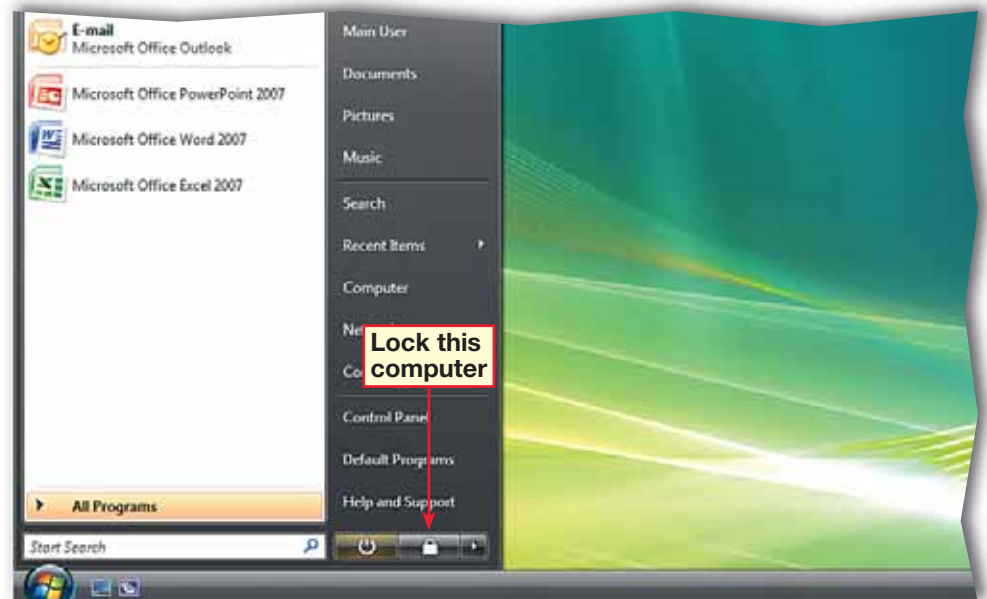 E-mail
Microsoft Office Outlook
Microsoft Office PowerPoint 2007
Microsoft Office Word 2007
Microsoft Office Excel 2007
All Programs
Start Search
Main User
Documents
Pictures
Music
Search
Recent Items
Computer
Lock this
computer
Control Panel
Default Programs
Help and Support